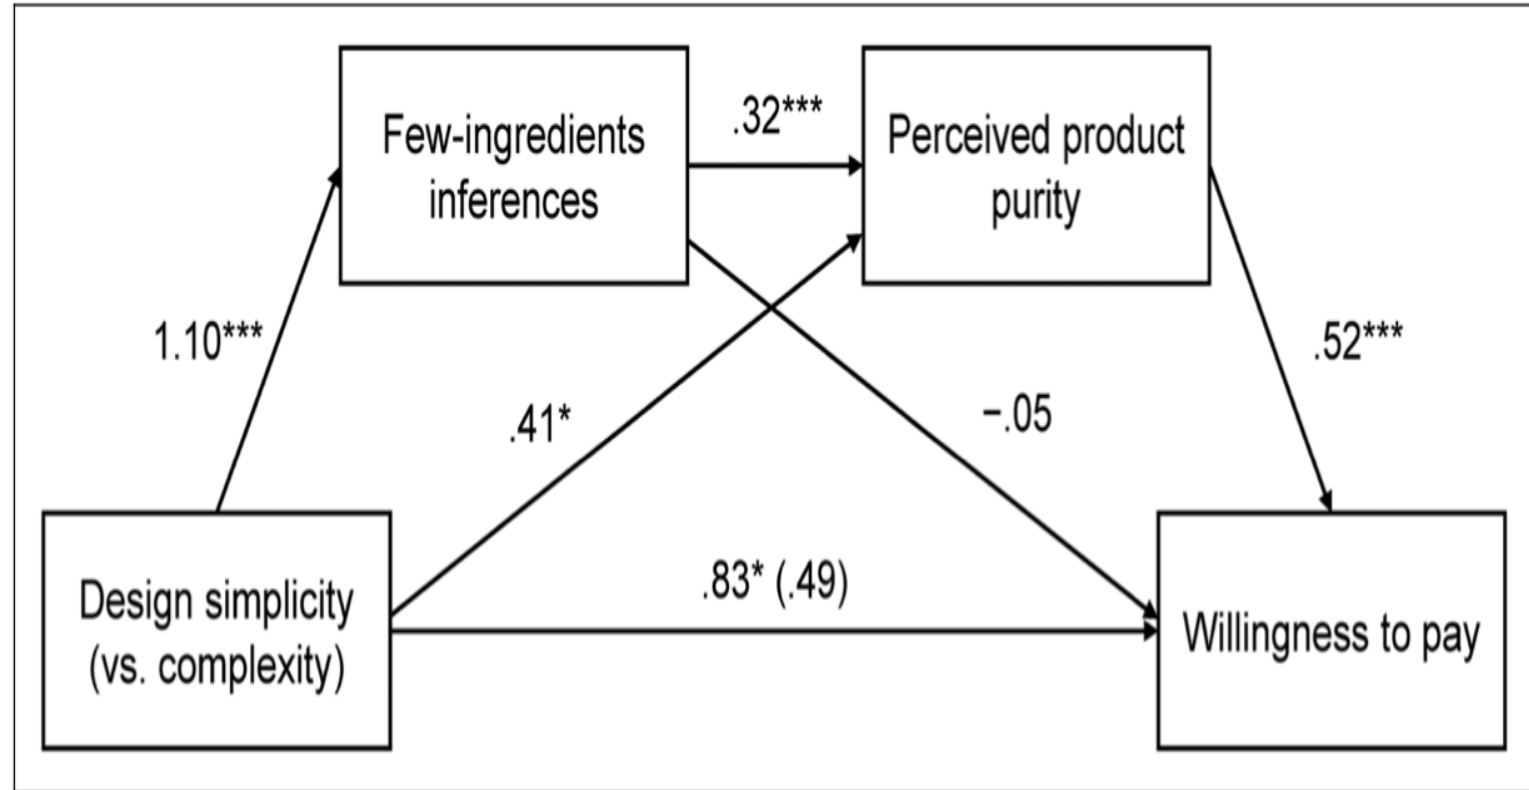 Few-ingredients
inferences
.32***
Perceived product
purity
1.10***
.41*
−.05
.52***
Design simplicity
(vs. complexity)
.83* (.49)
Willingness to pay